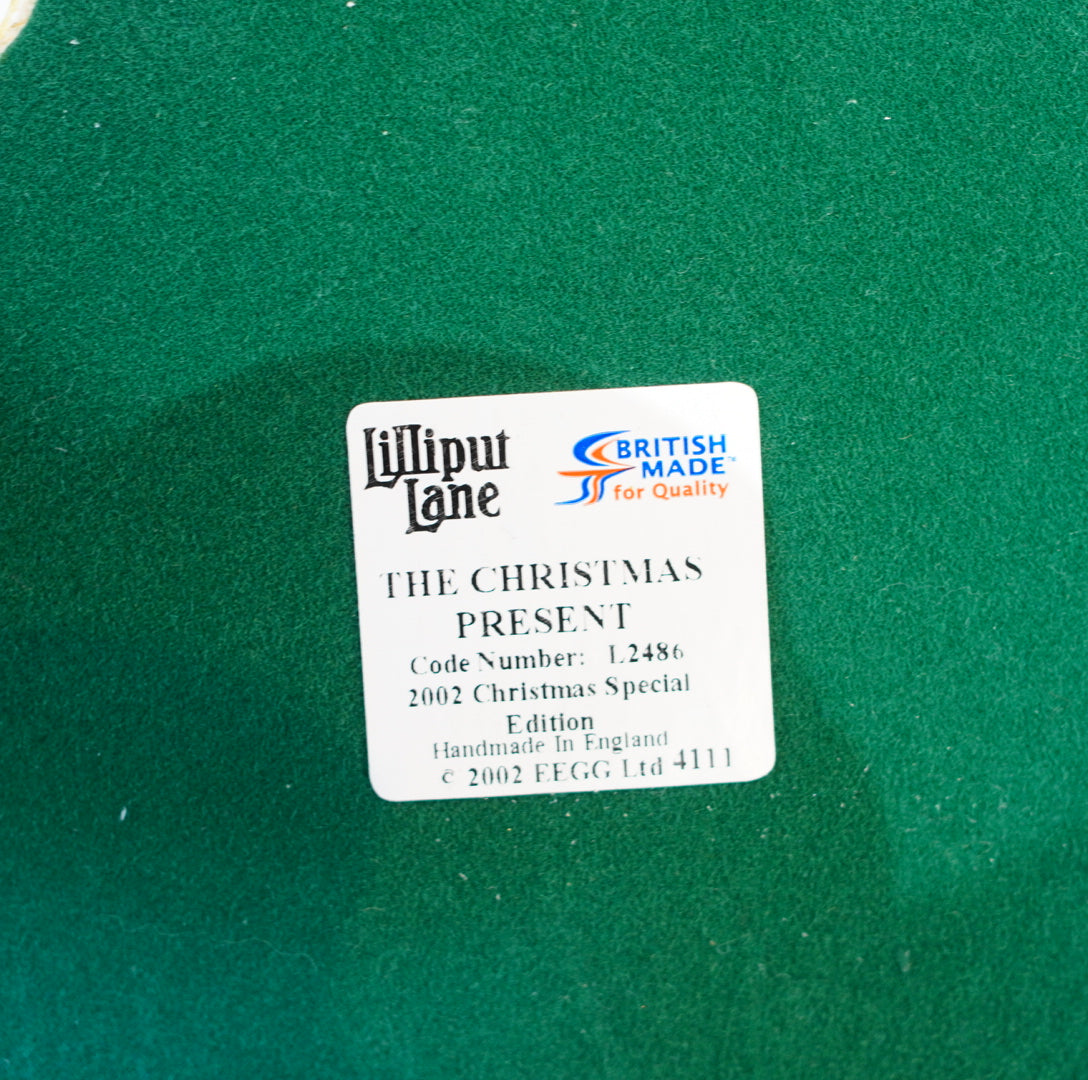 Lilliput
Lane
BRITISH
MADE™
for Quality
THE CHRISTMAS
PRESENT
Code Number: L2486
2002 Christmas Special
Edition
Handmade In England
© 2002 EEGG Ltd 4111